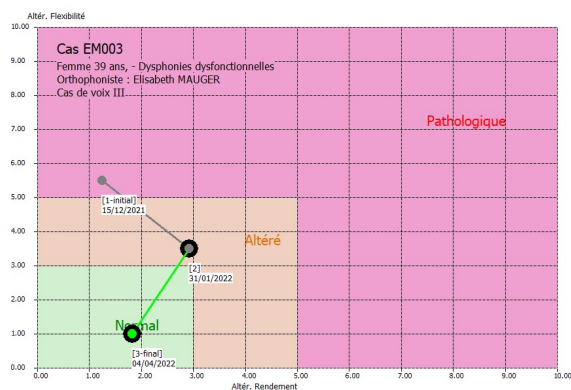 Altér. Flexibilité
10.00
Cas EM003
Femme 39 ans, - Dysphonies dysfonctionnelles
9.00
Orthophoniste : Elisabeth MAUGER
Cas de voix III
8.00
Pathologique
7.00
6.00
5.00
[1-initial]
15/12/2021
4.00
Altéré
3.00
[2]
31/01/2022
2.00
Normal
1.00
[3-final]
04/04/2022
0.00
0.00 1.00 2.00 3.00 4.00 5.00 6.00 7.00 8.00 9.00 10.00
Altér. Rendement